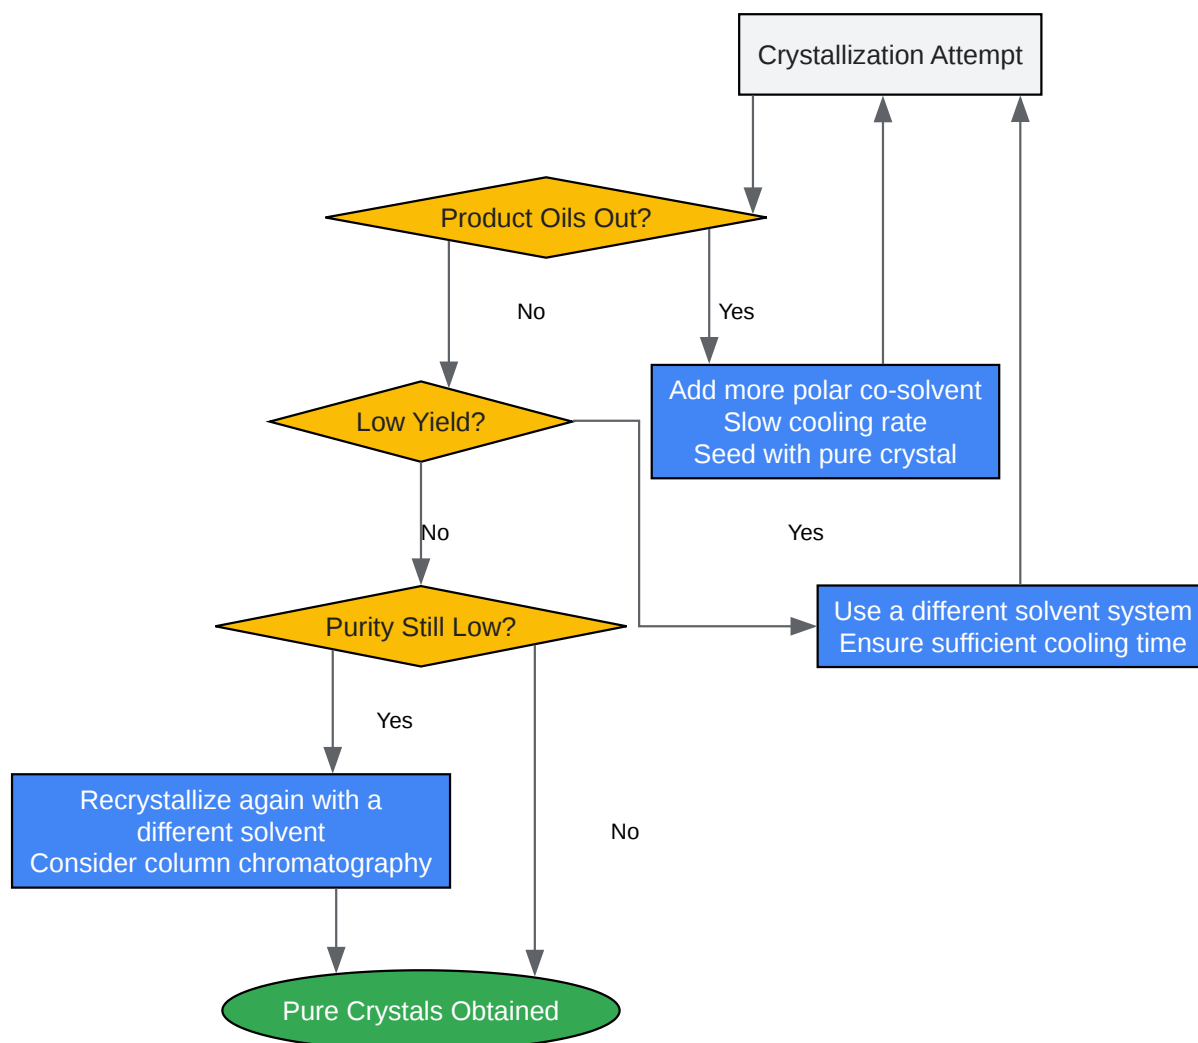 Crystallization Attempt
Product Oils Out?
No
Yes
Add more polar co-solvent
Slow cooling rate
Seed with pure crystal
Low Yield?
No
Yes
Use a different solvent system
Ensure sufficient cooling time
Purity Still Low?
Yes
Recrystallize again with a
different solvent
Consider column chromatography
No
Pure Crystals Obtained